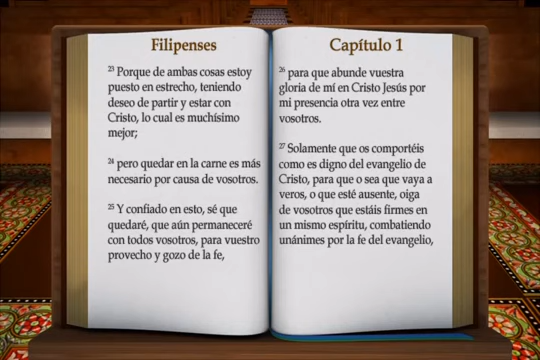 Filipenses
²³ Porque de ambas cosas estoy
puesto en estrecho, teniendo
deseo de partir y estar con
Cristo, lo cual es muchísimo
mejor;
²⁴ pero quedar en la carne es más
necesario por causa de vosotros.
²⁵ Y confiado en esto, sé que
quedaré, que aún permaneceré
con todos vosotros, para vuestro
provecho y gozo de la fe,
Capítulo 1
²⁶ para que abunde vuestra
gloria de mí en Cristo Jesús por
mi presencia otra vez entre
vosotros.
²⁷ Solamente que os comportéis
como es digno del evangelio de
Cristo, para que o sea que vaya a
veros, o que esté ausente, oiga
de vosotros que estáis firmes en
un mismo espíritu, combatiendo
unánimes por la fe del evangelio,